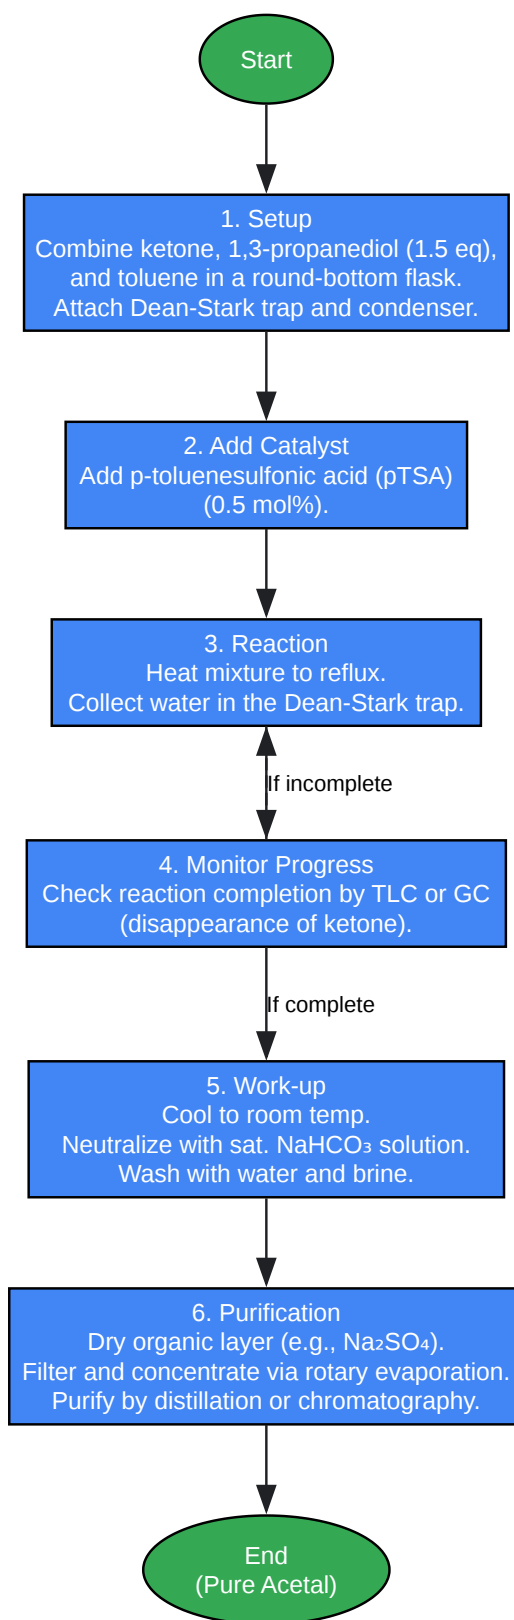 Start
1. Setup
Combine ketone, 1,3-propanediol (1.5 eq),
and toluene in a round-bottom flask.
Attach Dean-Stark trap and condenser.
2. Add Catalyst
Add p-toluenesulfonic acid (pTSA)
(0.5 mol%).
3. Reaction
Heat mixture to reflux.
Collect water in the Dean-Stark trap.
If incomplete
4. Monitor Progress
Check reaction completion by TLC or GC
(disappearance of ketone).
If complete
5. Work-up
Cool to room temp.
Neutralize with sat. NaHCO₃ solution.
Wash with water and brine.
6. Purification
Dry organic layer (e.g., Na₂SO₄).
Filter and concentrate via rotary evaporation.
Purify by distillation or chromatography.
End
(Pure Acetal)